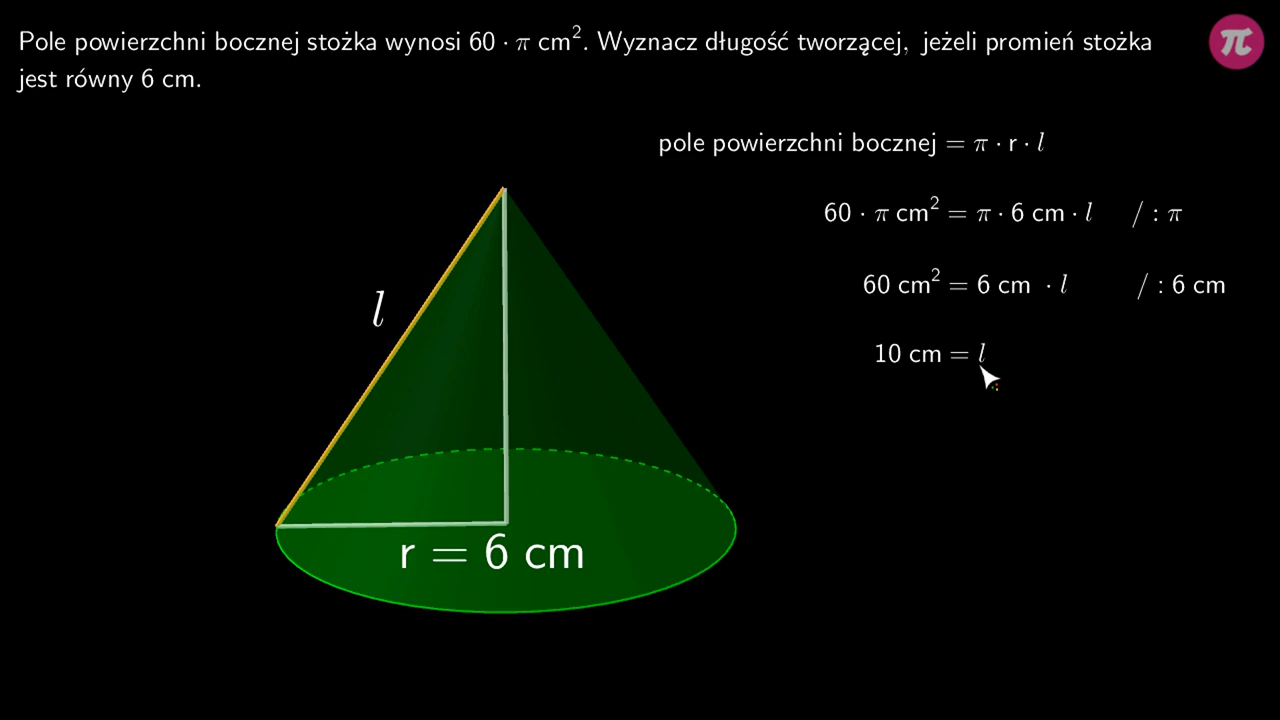 Pole powierzchni bocznej stożka wynosi 60 · π cm². Wyznacz długość tworzącej, jeżeli promień stożka
jest równy 6 cm.
π
pole powierzchni bocznej = π · r · l
60 · π cm² = π · 6 cm · l / : π
60 cm² = 6 cm · l / : 6 cm
10 cm = l
l
r = 6 cm